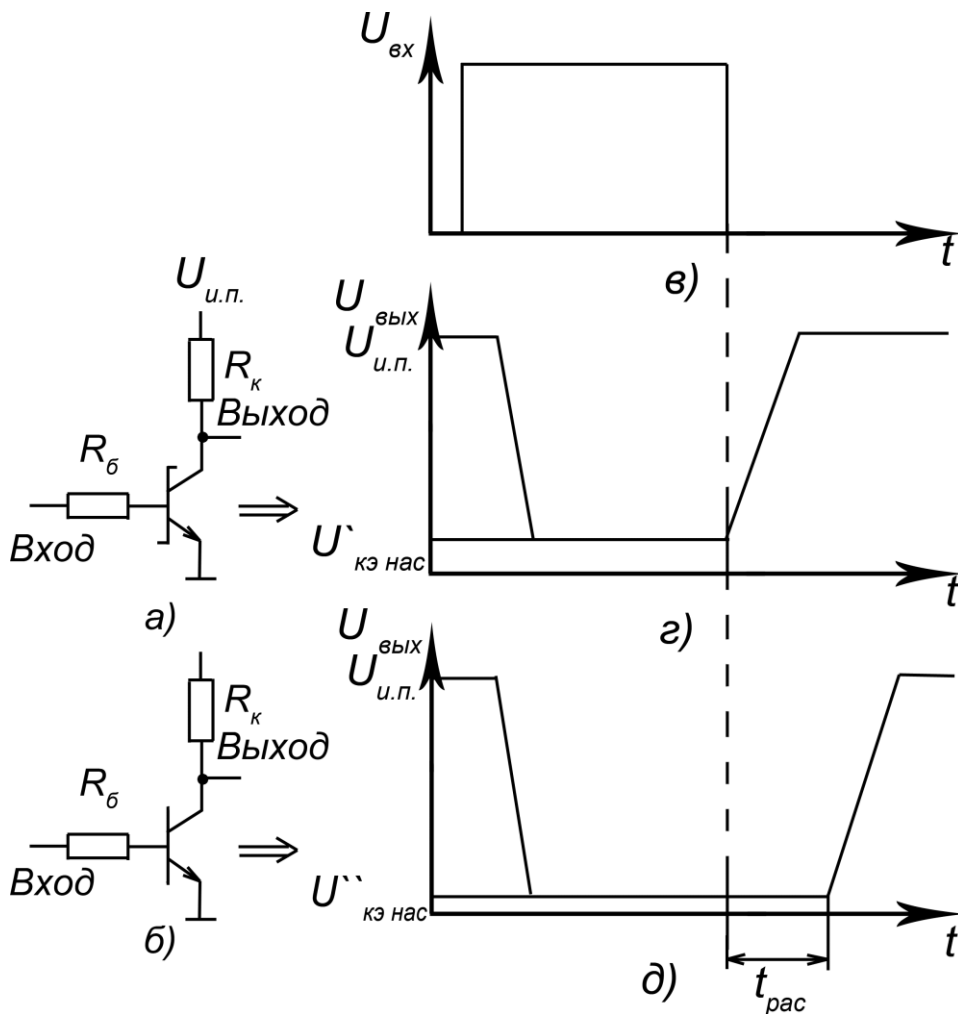 U вх
t
в)
U и.п.
R к
Выход
R б
Вход
а)
U вых
U и.п.
U` кэ нас
t
г)
R к
Выход
R б
Вход
б)
U вых
U и.п.
U`` кэ нас
t
д)
t рас